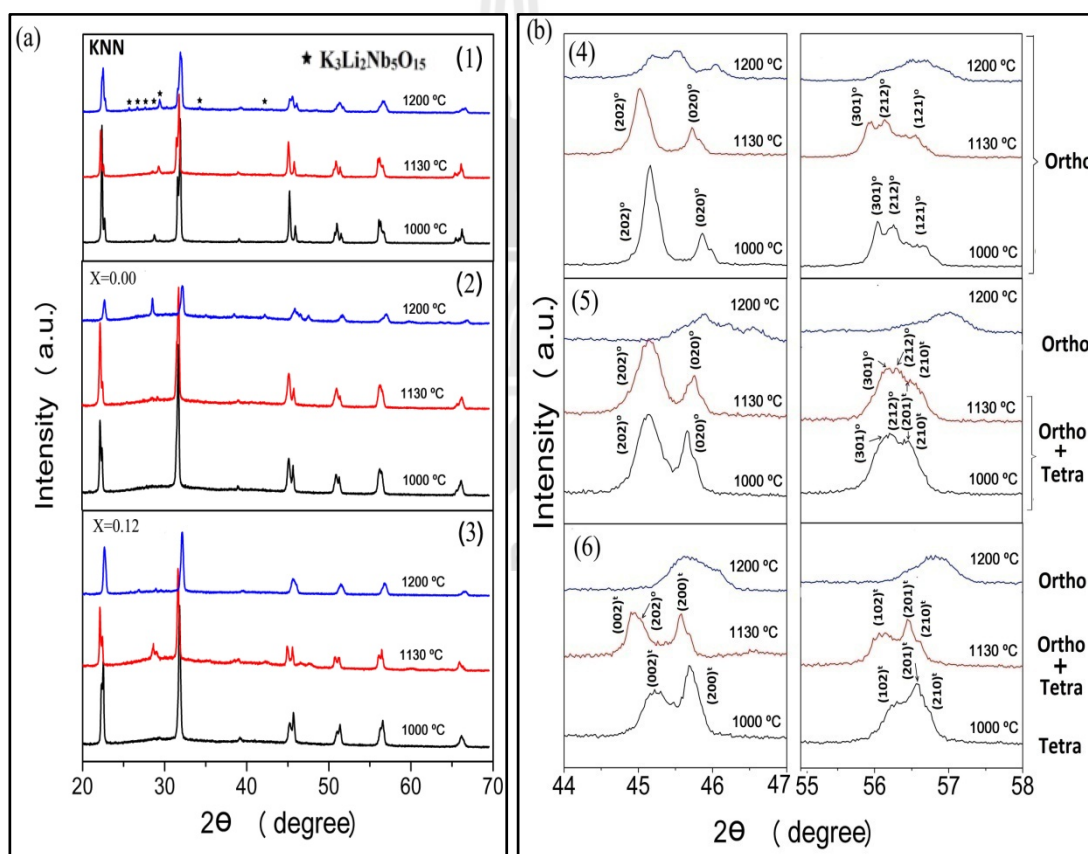 (a)
KNN
(1)
★ K₃Li₂Nb₅O₁₅
1200 ºC
1130 ºC
1000 ºC
X=0.00
(2)
1200 ºC
1130 ºC
1000 ºC
X=0.12
(3)
1200 ºC
1130 ºC
1000 ºC
Intensity ( a.u. )
20 30 40 50 60 70
2Θ ( degree)
(b)
(4)
1200 ºC
(202)º
(020)º
1130 ºC
(202)º
(020)º
1000 ºC
1200 ºC
(301)º
(212)º
(121)º
1130 ºC
(301)º
(212)º
(121)º
1000 ºC
Ortho
(5)
1200 ºC
(202)º
(020)º
1130 ºC
(202)º
(020)º
1000 ºC
1200 ºC
(301)º
(212)º
(210)ᵗ
1130 ºC
(301)º
(212)º
(201)ᵗ
(210)ᵗ
1000 ºC
Ortho
Ortho
+
Tetra
(6)
1200 ºC
(002)ᵗ
(202)º
(200)ᵗ
1130 ºC
(002)ᵗ
(200)ᵗ
1000 ºC
1200 ºC
(102)ᵗ
(201)ᵗ
(210)ᵗ
1130 ºC
(102)ᵗ
(201)ᵗ
(210)ᵗ
1000 ºC
Ortho
Ortho
+
Tetra
Tetra
Intensity ( a.u. )
44 45 46 47
55 56 57 58
2Θ ( degree)